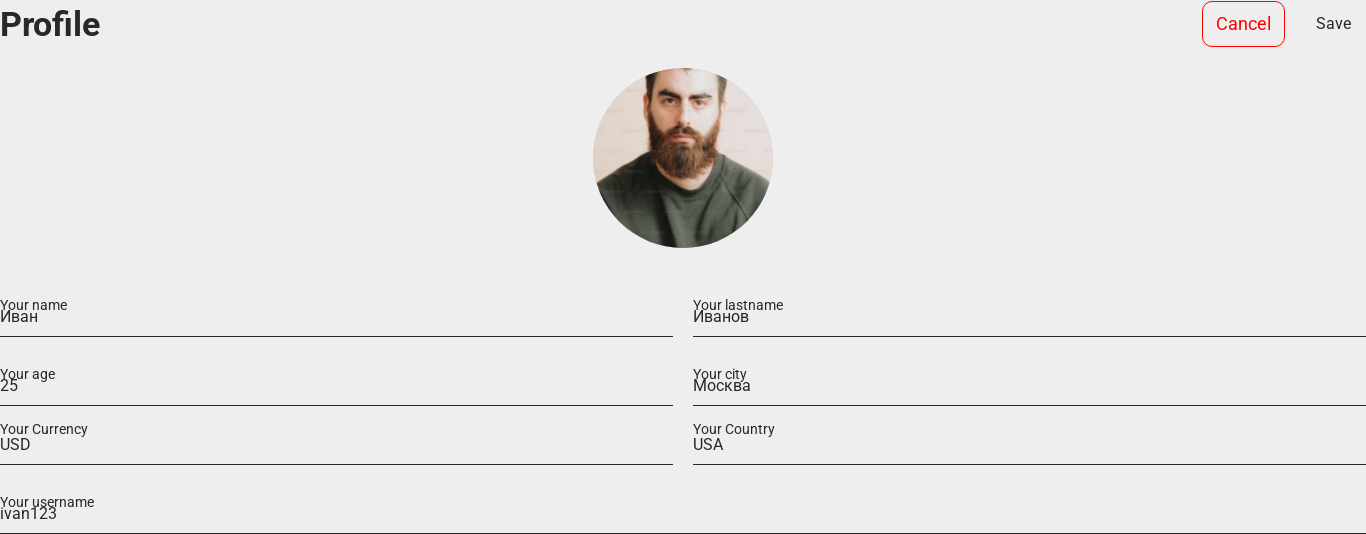 Profile
Cancel
Save
Your name
Иван
Your lastname
Иванов
Your age
25
Your city
Москва
Your Currency
USD
Your Country
USA
Your username
ivan123